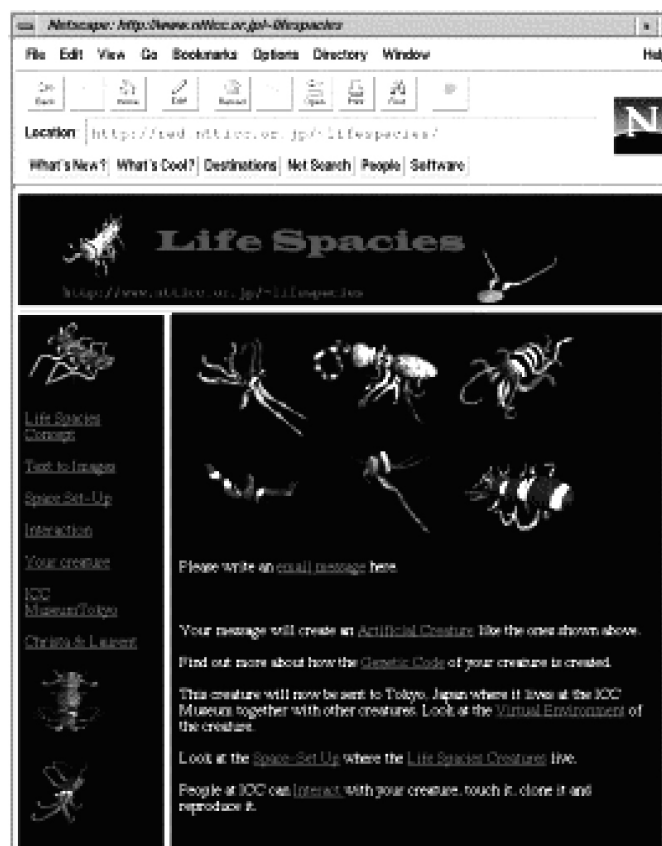 Netscape: http://www.ntticc.or.jp/~lifespacies
File Edit View Go Bookmarks Options Directory Window Help
Back Home Edit Reload Open Print Find
Location: http://red.ntticc.or.jp/~lifespecies/
What's New? What's Cool? Destinations Net Search People Software
Life Spacies
http://www.ntticc.or.jp/~lifespecies
Life Spacies
Concept
Text to Images
Space Set-Up
Interaction
Your creature
ICC
MuseumTokyo
Christa & Laurent
Please write an email message here.
Your message will create an Artificial Creature like the ones shown above.
Find out more about how the Genetic Code of your creature is created.
This creature will now be sent to Tokyo, Japan where it lives at the ICC
Museum together with other creatures. Look at the Virtual Environment of
the creature.
Look at the Space-Set Up where the Life Spacies Creatures live.
People at ICC can Interact with your creature, touch it, clone it and
reproduce it.